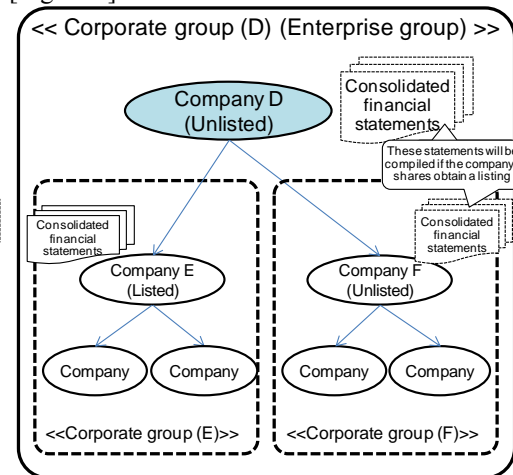 << Corporate group (D) (Enterprise group) >>
Company D
(Unlisted)
Consolidated
financial
statements
These statements will be
compiled if the company's
shares obtain a listing
Consolidated
financial
statements
Consolidated
financial
statements
Company E
(Listed)
Company F
(Unlisted)
Company
Company
Company
Company
<<Corporate group (E)>>
<<Corporate group (F)>>